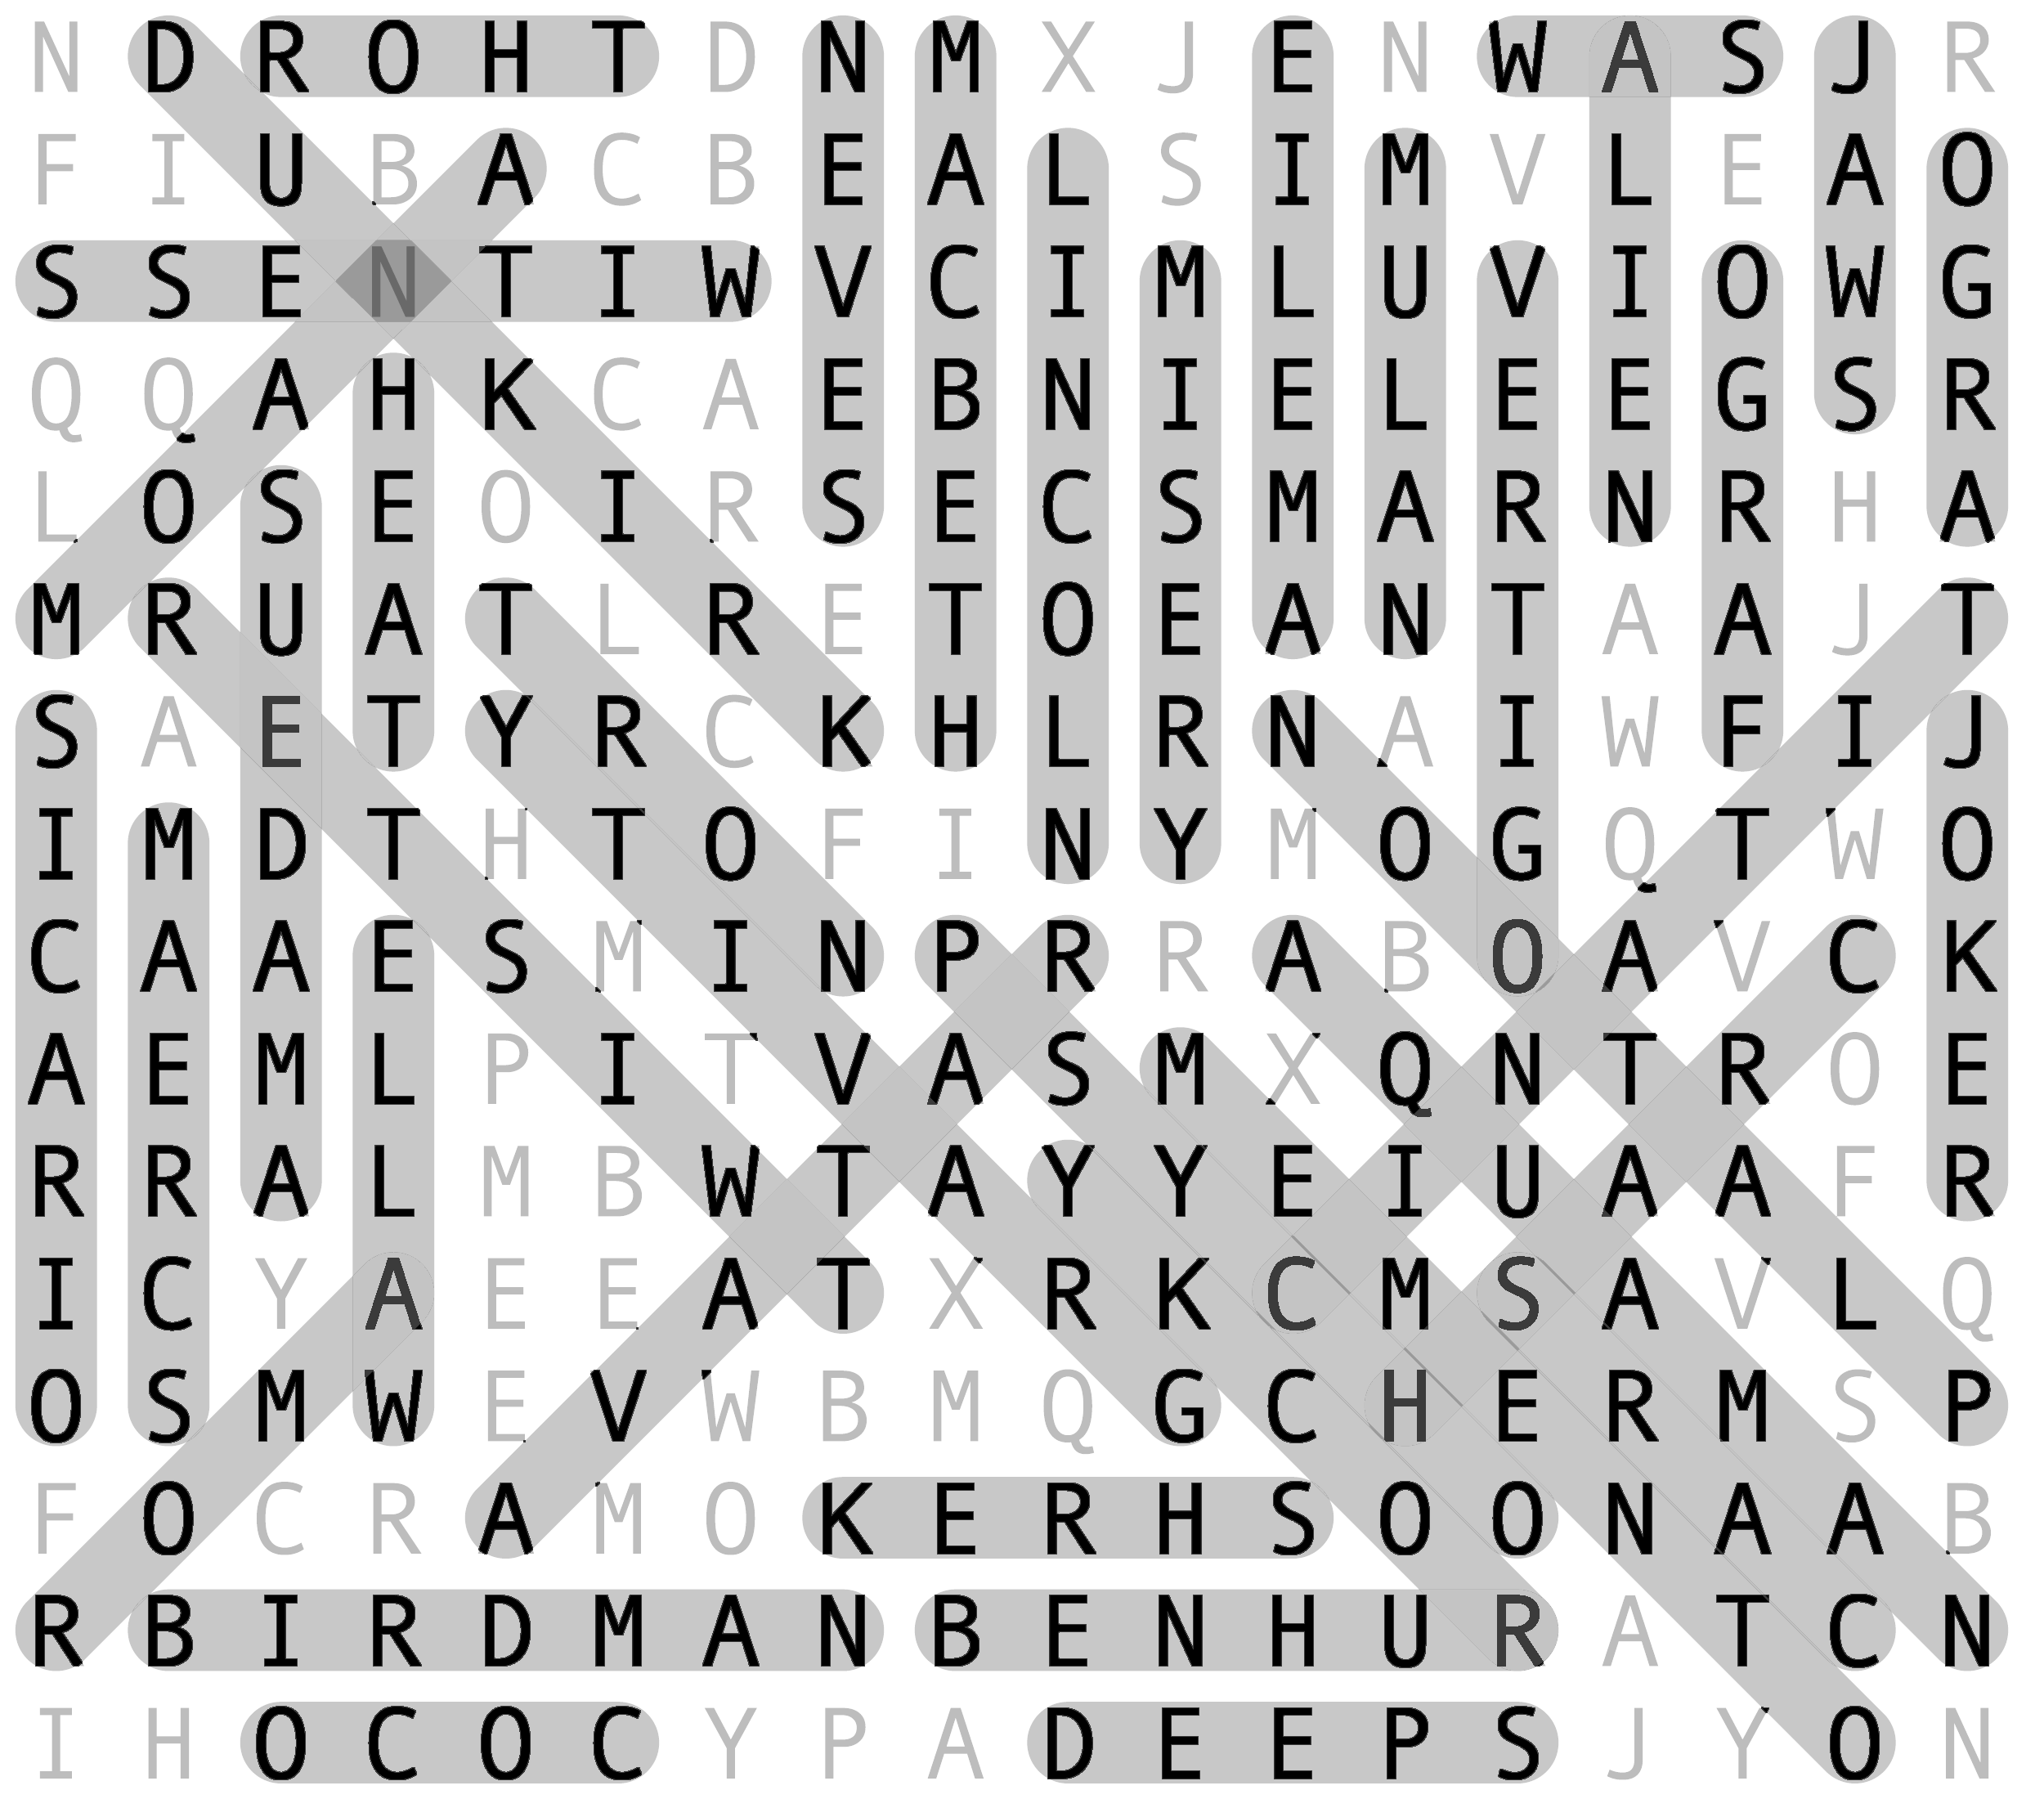 N D R O H T D N M X J E N W A S J R
F I U B A C B E A L S I M V L E A O
S S E N T I W V C I M L U V I O W G
Q Q A H K C A E B N I E L E E G S R
L O S E O I R S E C S M A R N R H A
M R U A T L R E T O E A N T A A J T
S A E T Y R C K H L R N A I W F I J
I M D T H T O F I N Y M O G Q T W O
C A A E S M I N P R R A B O A V C K
A E M L P I T V A S M X Q N T R O E
R R A L M B W T A Y Y E I U A A F R
I C Y A E E A T X R K C M S A V L Q
O S M W E V W B M Q G C H E R M S P
F O C R A M O K E R H S O O N A A B
R B I R D M A N B E N H U R A T C N
I H O C O C Y P A D E E P S J Y O N